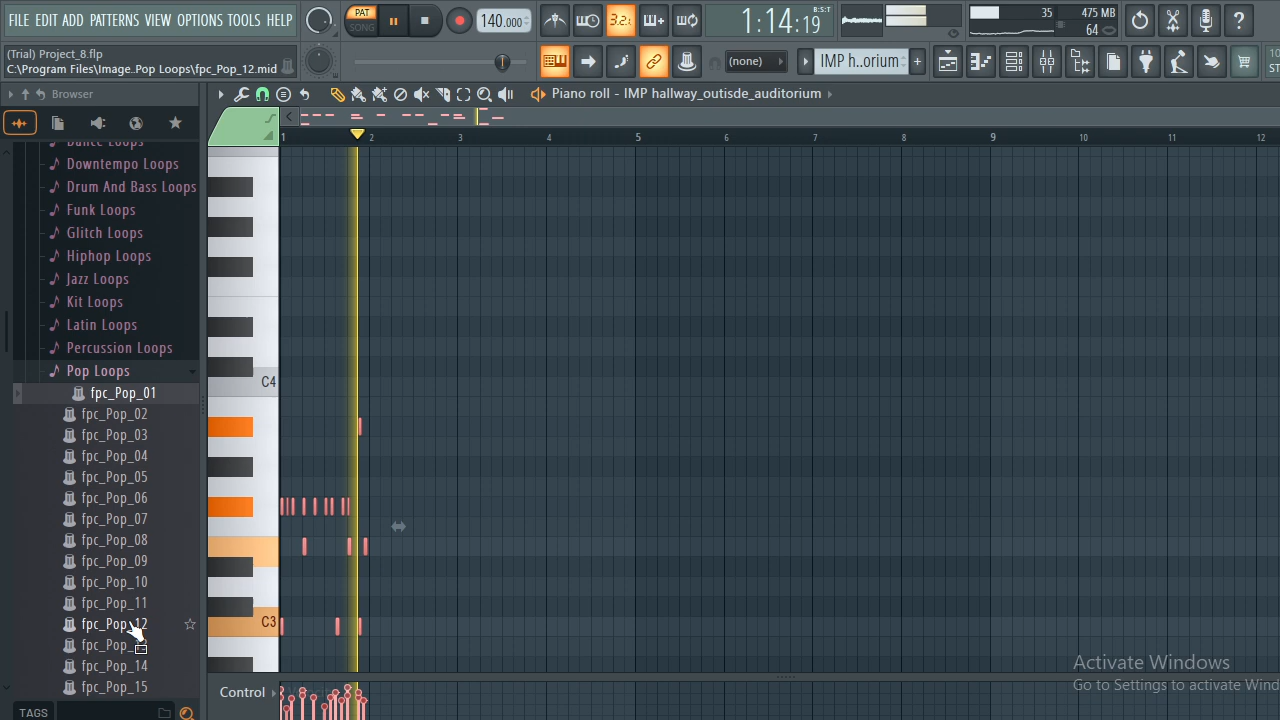 FILE EDIT ADD PATTERNS VIEW OPTIONS TOOLS HELP
PAT
SONG
140.000
3.2.
1:14:19
B:S:T
35
475 MB
64
(Trial) Project_8.flp
C:\Program Files\Image..Pop Loops\fpc_Pop_12.mid
(none)
IMP h..orium
Browser
Piano roll - IMP hallway_outisde_auditorium
1 2 3 4 5 6 7 8 9 10 11 12
Dance Loops
Downtempo Loops
Drum And Bass Loops
Funk Loops
Glitch Loops
Hiphop Loops
Jazz Loops
Kit Loops
Latin Loops
Percussion Loops
Pop Loops
fpc_Pop_01
fpc_Pop_02
fpc_Pop_03
fpc_Pop_04
fpc_Pop_05
fpc_Pop_06
fpc_Pop_07
fpc_Pop_08
fpc_Pop_09
fpc_Pop_10
fpc_Pop_11
fpc_Pop_12
fpc_Pop_13
fpc_Pop_14
fpc_Pop_15
C4
C3
Control
TAGS
Activate Windows
Go to Settings to activate Wind